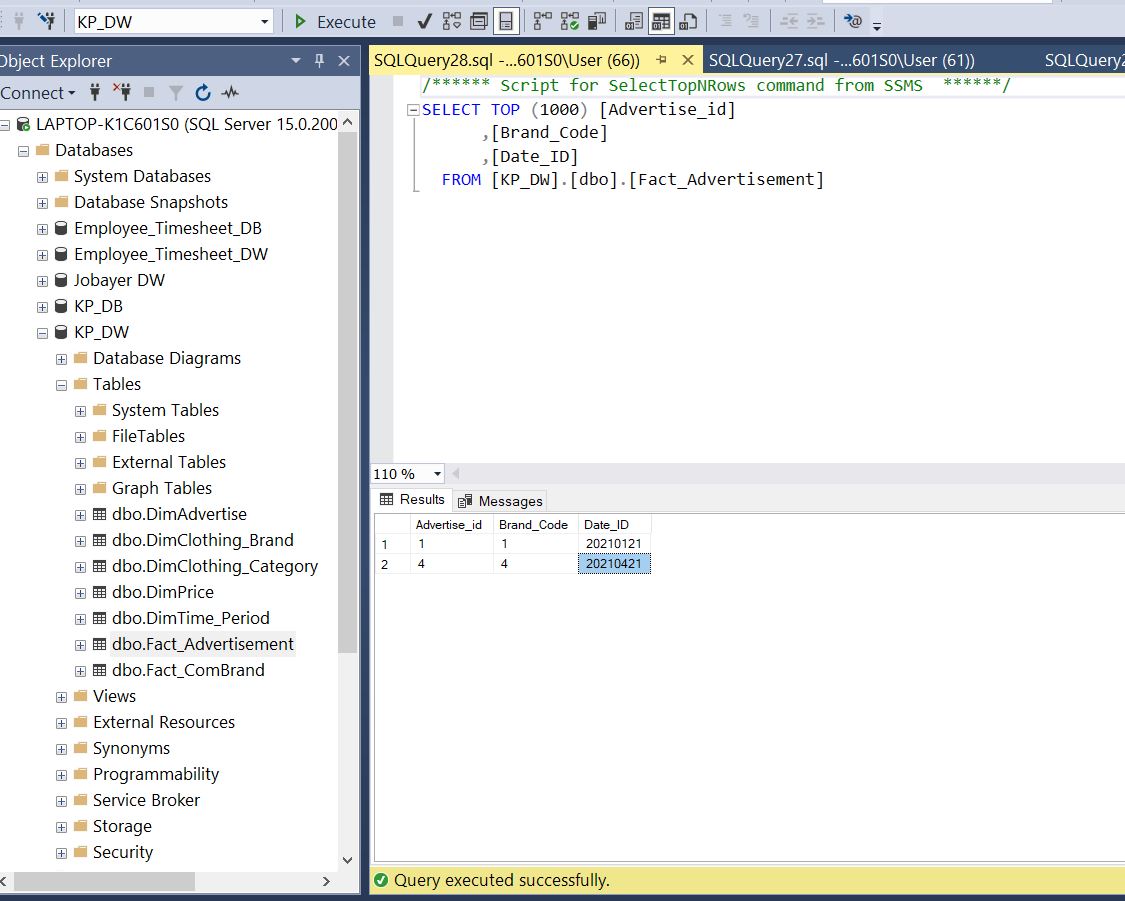 KP_DW
Execute
Object Explorer
Connect
LAPTOP-K1C601S0 (SQL Server 15.0.200
Databases
System Databases
Database Snapshots
Employee_Timesheet_DB
Employee_Timesheet_DW
Jobayer DW
KP_DB
KP_DW
Database Diagrams
Tables
System Tables
FileTables
External Tables
Graph Tables
dbo.DimAdvertise
dbo.DimClothing_Brand
dbo.DimClothing_Category
dbo.DimPrice
dbo.DimTime_Period
dbo.Fact_Advertisement
dbo.Fact_ComBrand
Views
External Resources
Synonyms
Programmability
Service Broker
Storage
Security
SQLQuery28.sql -...601S0\User (66))
SQLQuery27.sql -...601S0\User (61))
SQLQuery2
/****** Script for SelectTopNRows command from SSMS  ******/
SELECT TOP (1000) [Advertise_id]
,[Brand_Code]
,[Date_ID]
FROM [KP_DW].[dbo].[Fact_Advertisement]
110 %
Results
Messages
Advertise_id Brand_Code Date_ID
1 1 1 20210121
2 4 4 20210421
Query executed successfully.